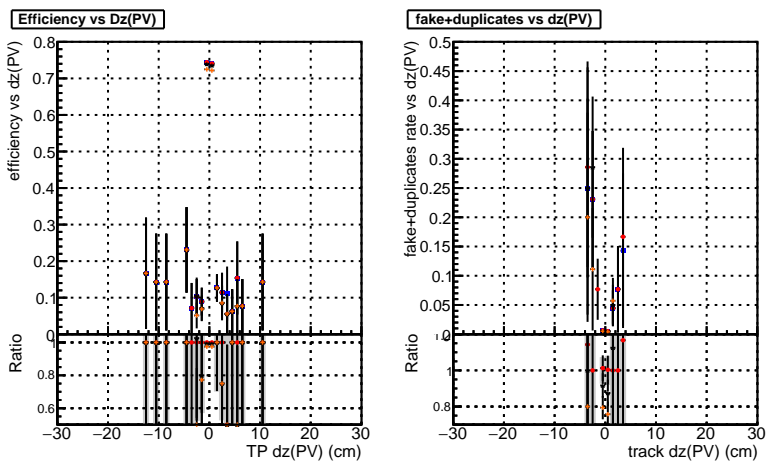 Efficiency vs Dz(PV)
efficiency vs dz(PV)
0.8
0.7
0.6
0.5
0.4
0.3
0.2
0.1
0
Ratio
1
0.8
0.6
−30 −20 −10 0 10 20 30
TP dz(PV) (cm)
fake+duplicates vs dz(PV)
fake+duplicates rate vs dz(PV)
0.5
0.45
0.4
0.35
0.3
0.25
0.2
0.15
0.1
0.05
Ratio
1
0.8
−30 −20 −10 0 10 20 30
track dz(PV) (cm)